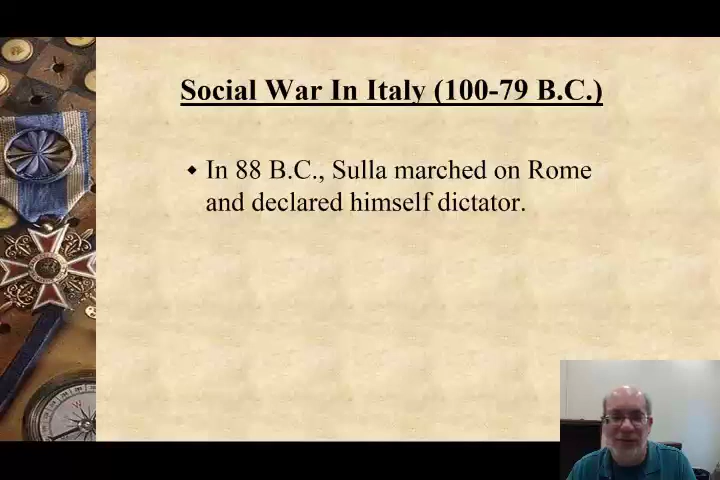 Social War In Italy (100-79 B.C.)
In 88 B.C., Sulla marched on Rome
and declared himself dictator.